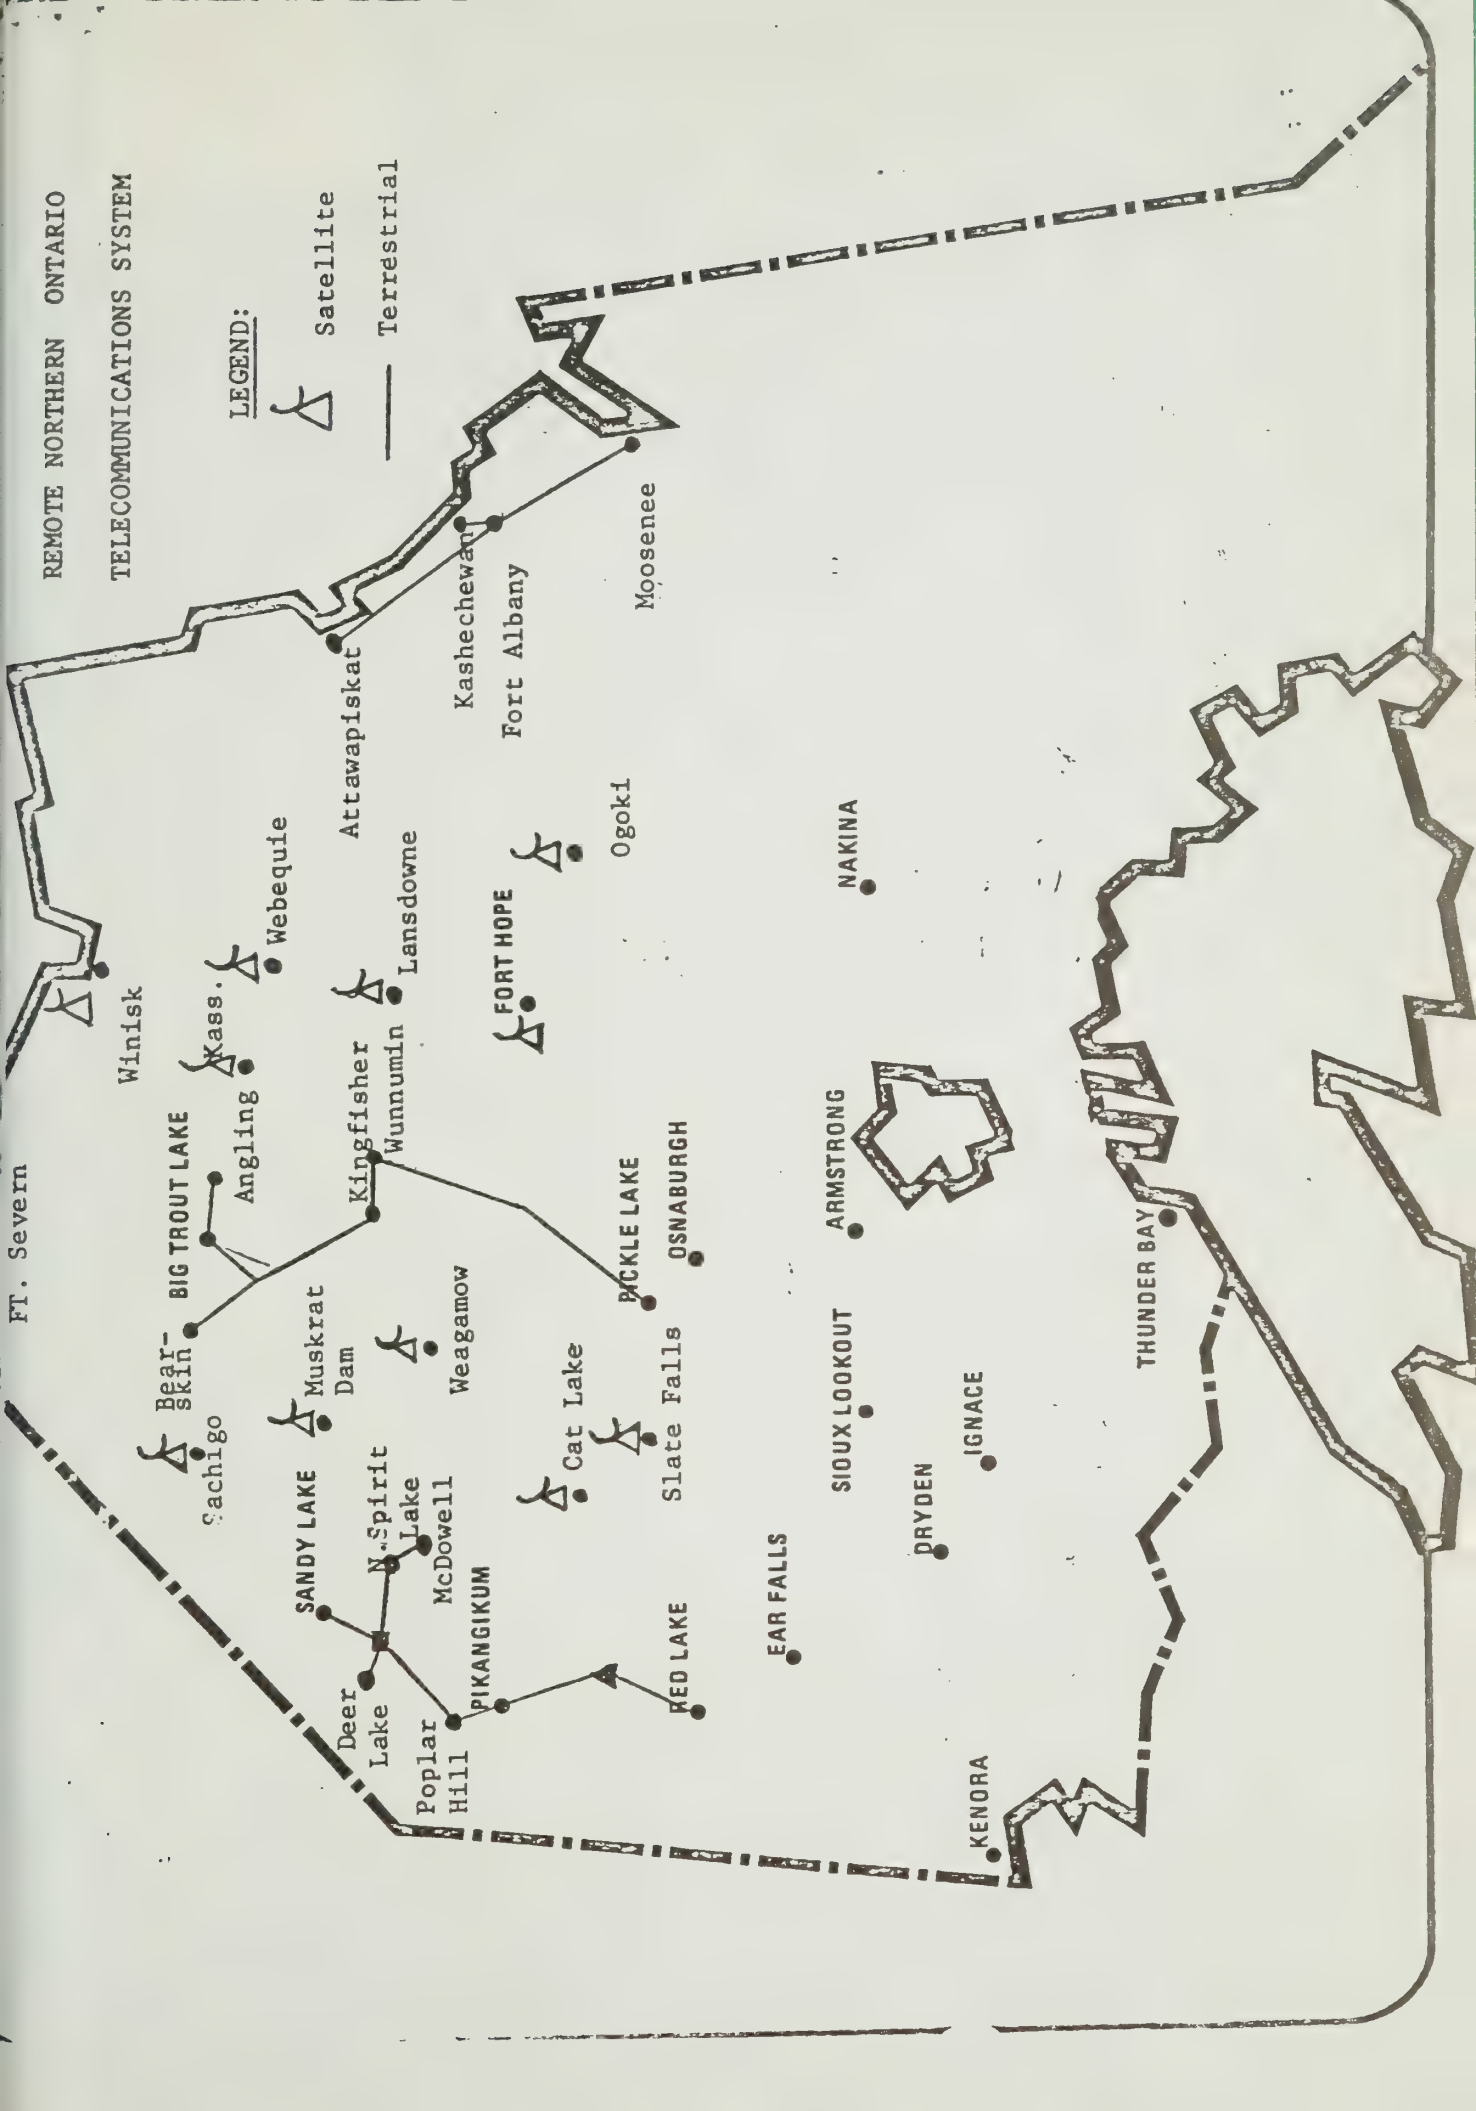 REMOTE NORTHERN ONTARIO
TELECOMMUNICATIONS SYSTEM
LEGEND:
Satellite
Terrestrial
FT. Severn
Winisk
Bear-
skin
BIG TROUT LAKE
Angling
Kass.
Webequie
Sachigo
Muskrat
Dam
Kingfisher
Wunnumin
Lansdowne
Attawapiskat
SANDY LAKE
Weagamow
Kashechewan
Fort Albany
Deer
Lake
N.Spirit
Lake
McDowell
FORT HOPE
Ogoki
Moosenee
Poplar
Hill
PIKANGIKUM
Cat Lake
Slate Falls
PICKLE LAKE
OSNABURGH
RED LAKE
EAR FALLS
SIOUX LOOKOUT
ARMSTRONG
NAKINA
DRYDEN
IGNACE
KENORA
THUNDER BAY